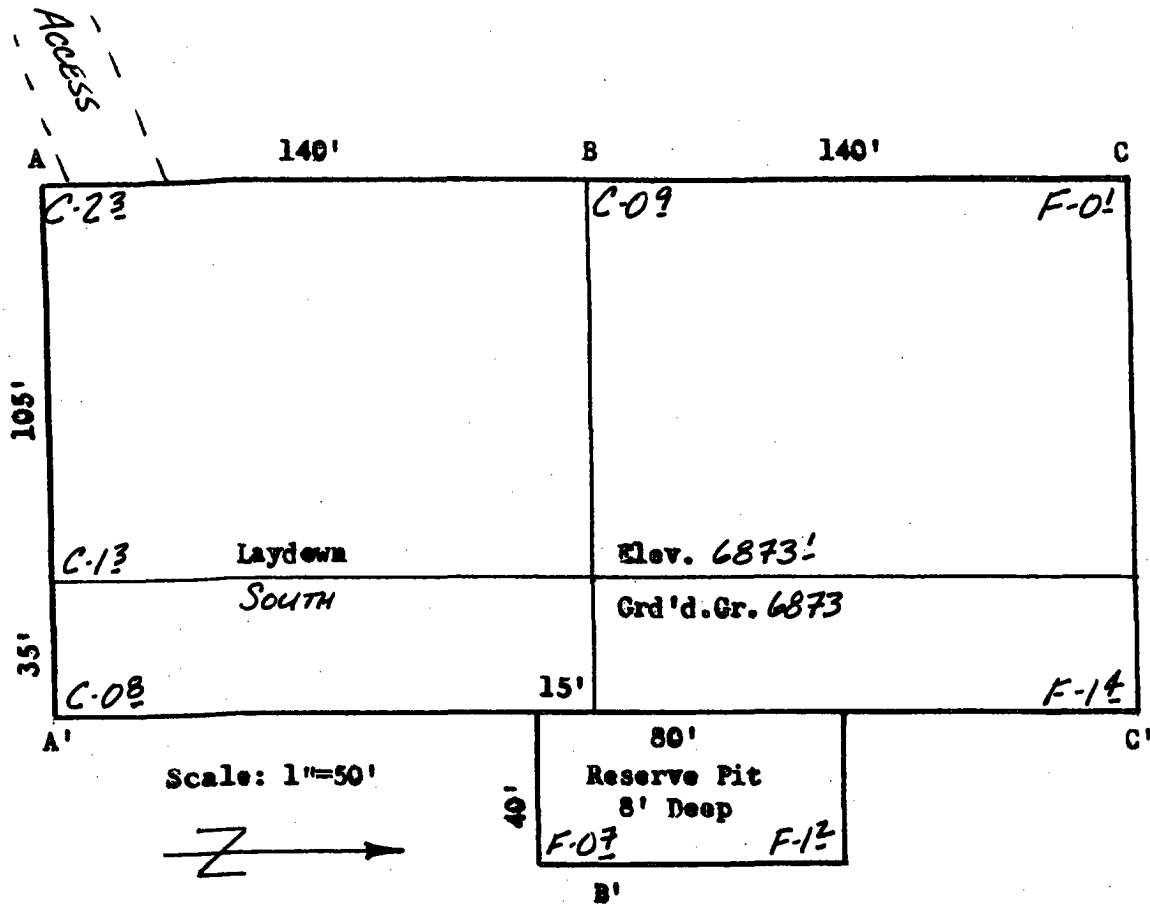 ACCESS
A 140' B 140' C
C-2.3 C-0.9 F-0.1
105'
C-1.3 Laydown Elev. 6873.1
SOUTH Grd'd.Gr. 6873
35'
C-0.8 15' F-1.4
A' 80' C'
Scale: 1"=50' Reserve Pit
40' 8' Deep
Z
F-0.7 F-1.2
B'